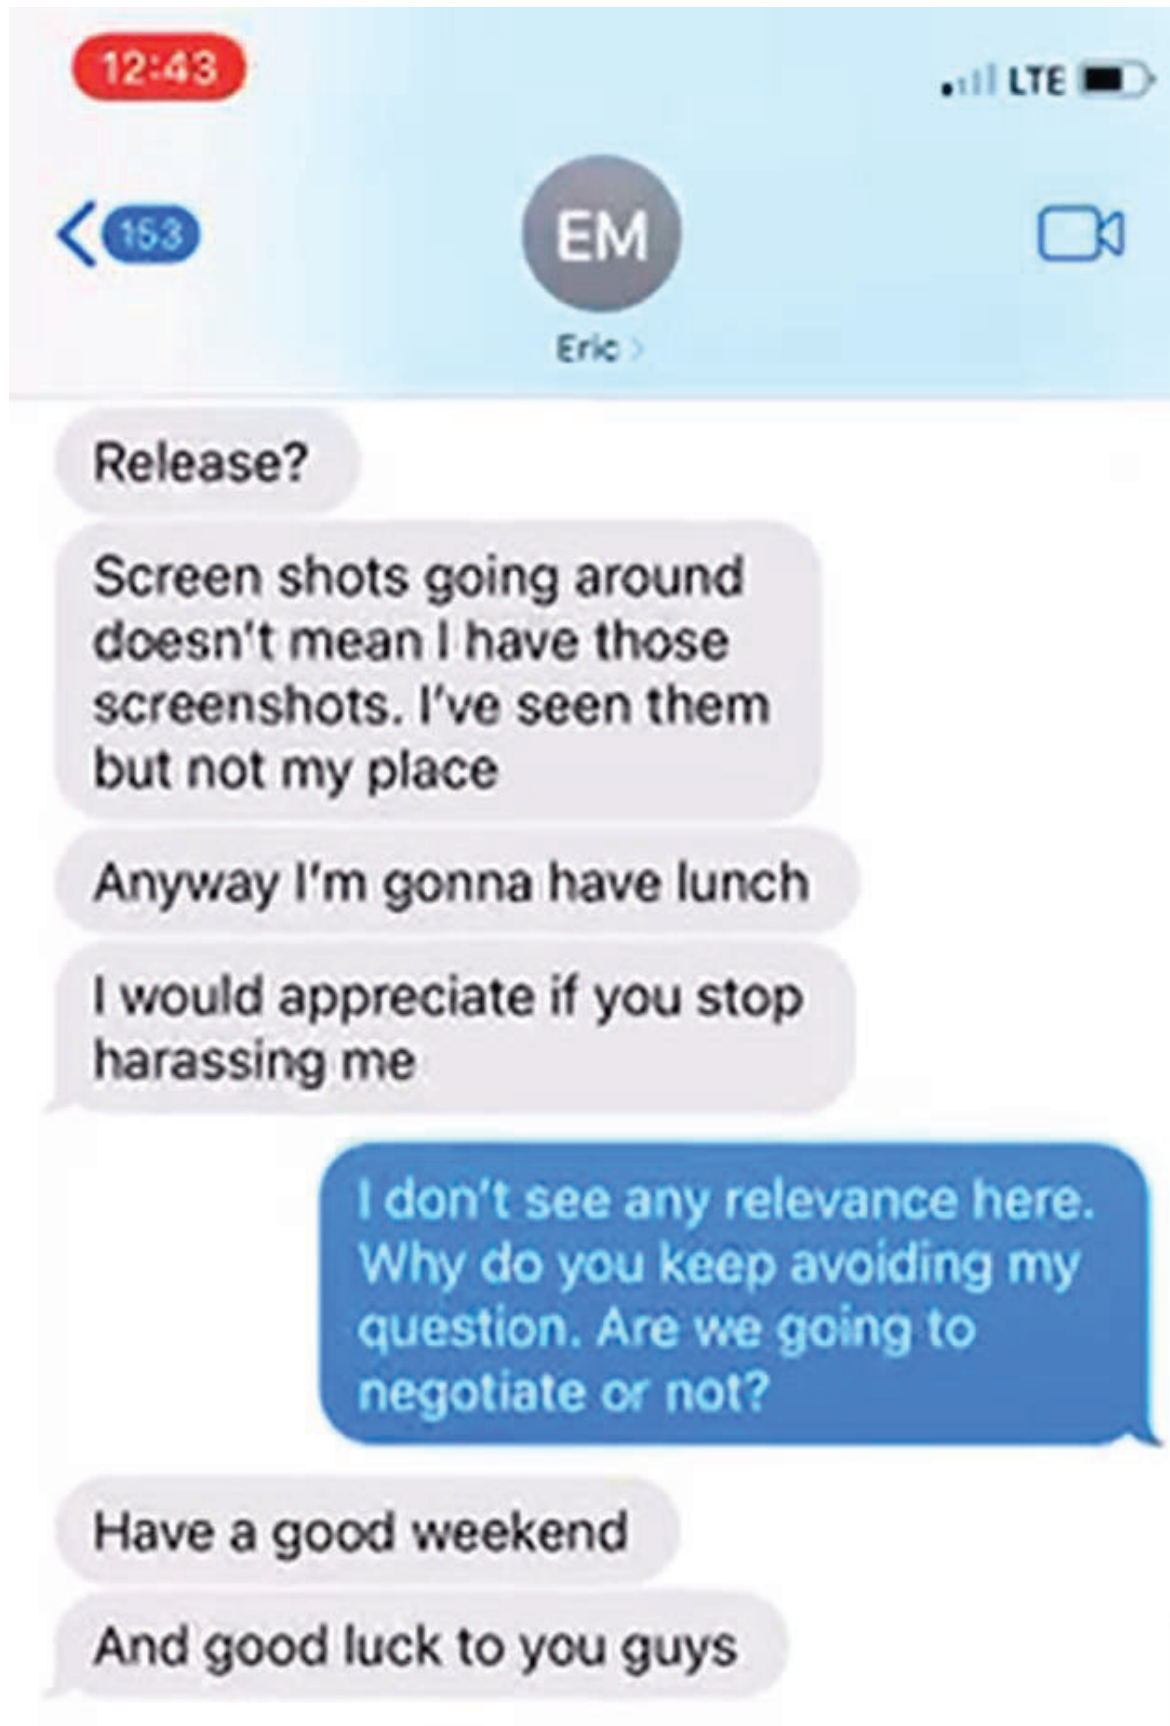 12:43
LTE
153
EM
Eric
Release?
Screen shots going around
doesn't mean I have those
screenshots. I've seen them
but not my place
Anyway I'm gonna have lunch
I would appreciate if you stop
harassing me
I don't see any relevance here.
Why do you keep avoiding my
question. Are we going to
negotiate or not?
Have a good weekend
And good luck to you guys